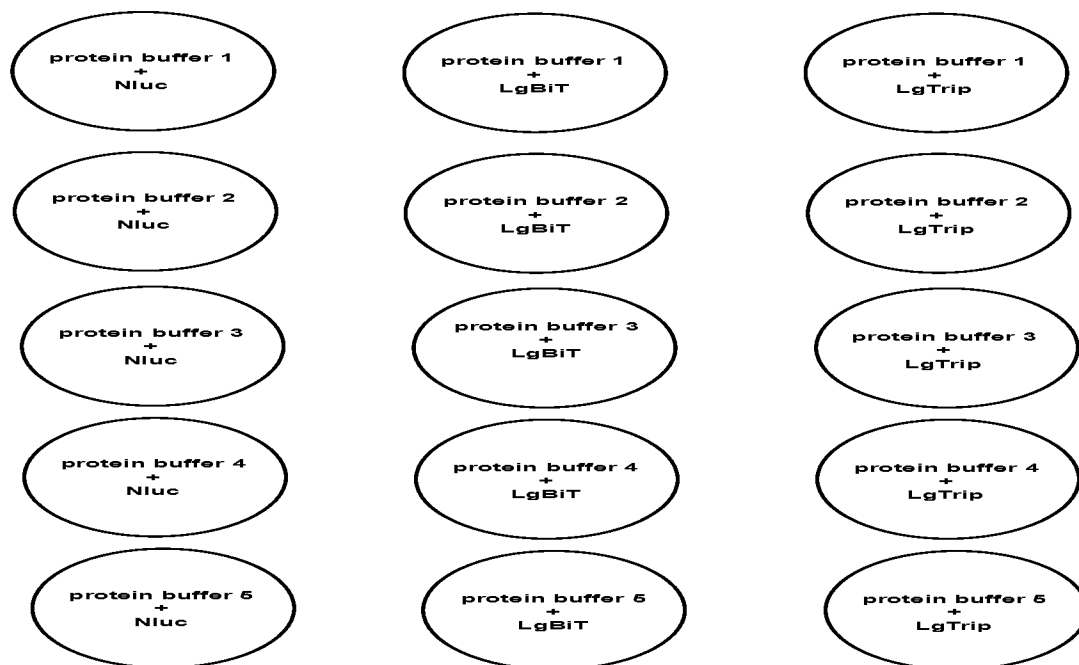 protein buffer 1
+
Nluc
protein buffer 1
+
LgBiT
protein buffer 1
+
LgTrip
protein buffer 2
+
Nluc
protein buffer 2
+
LgBiT
protein buffer 2
+
LgTrip
protein buffer 3
+
Nluc
protein buffer 3
+
LgBiT
protein buffer 3
+
LgTrip
protein buffer 4
+
Nluc
protein buffer 4
+
LgBiT
protein buffer 4
+
LgTrip
protein buffer 5
+
Nluc
protein buffer 5
+
LgBiT
protein buffer 5
+
LgTrip